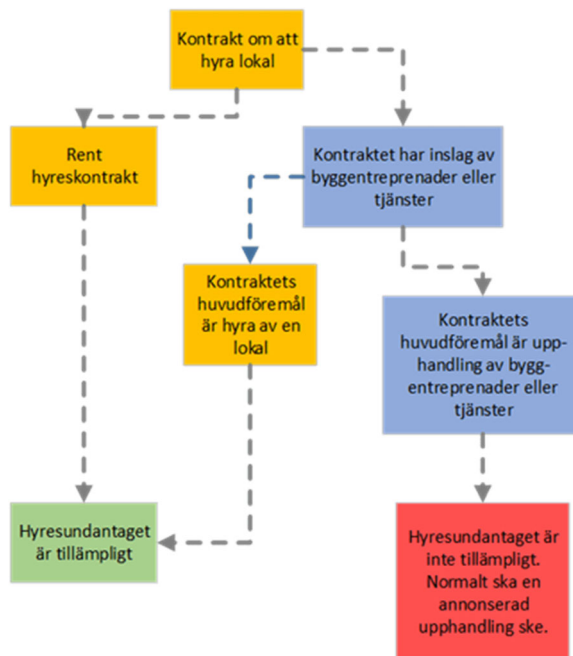 Kontrakt om att
hyra lokal
Rent
hyreskontrakt
Kontraktet har inslag av
byggentreprenader eller
tjänster
Kontraktets
huvudföremål
är hyra av en
lokal
Kontraktets
huvudföremål är upp-
handling av bygg-
entreprenader eller
tjänster
Hyresundantaget
är tillämpligt
Hyresundantaget är
inte tillämpligt.
Normalt ska en
annonserad
upphandling ske.